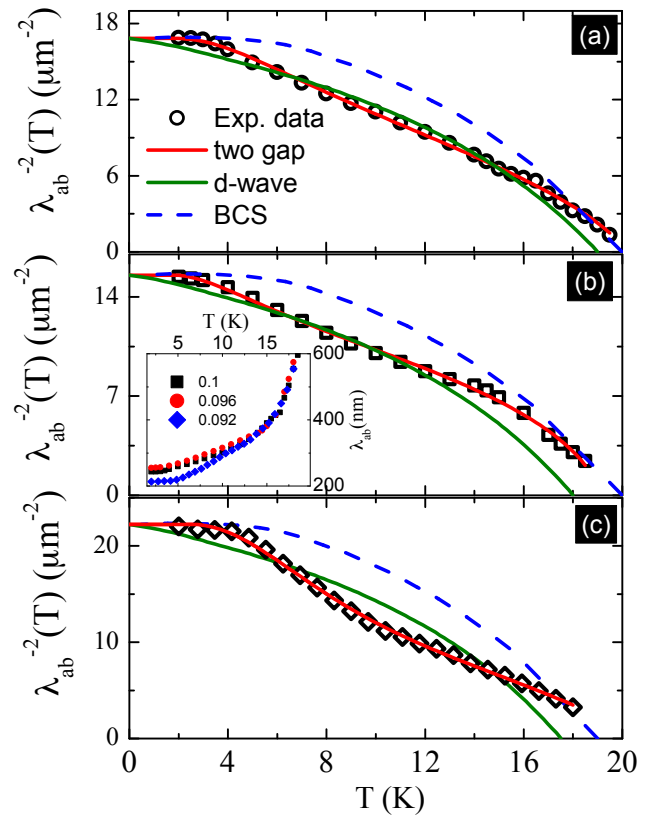 18
12
6
0
λab⁻²(T) (μm⁻²)
(a)
Exp. data
two gap
d-wave
BCS
14
7
0
λab⁻²(T) (μm⁻²)
(b)
T (K)
5 10 15
0.1
0.096
0.092
600
400
200
λab(nm)
20
10
0
λab⁻²(T) (μm⁻²)
(c)
0 4 8 12 16 20
T (K)